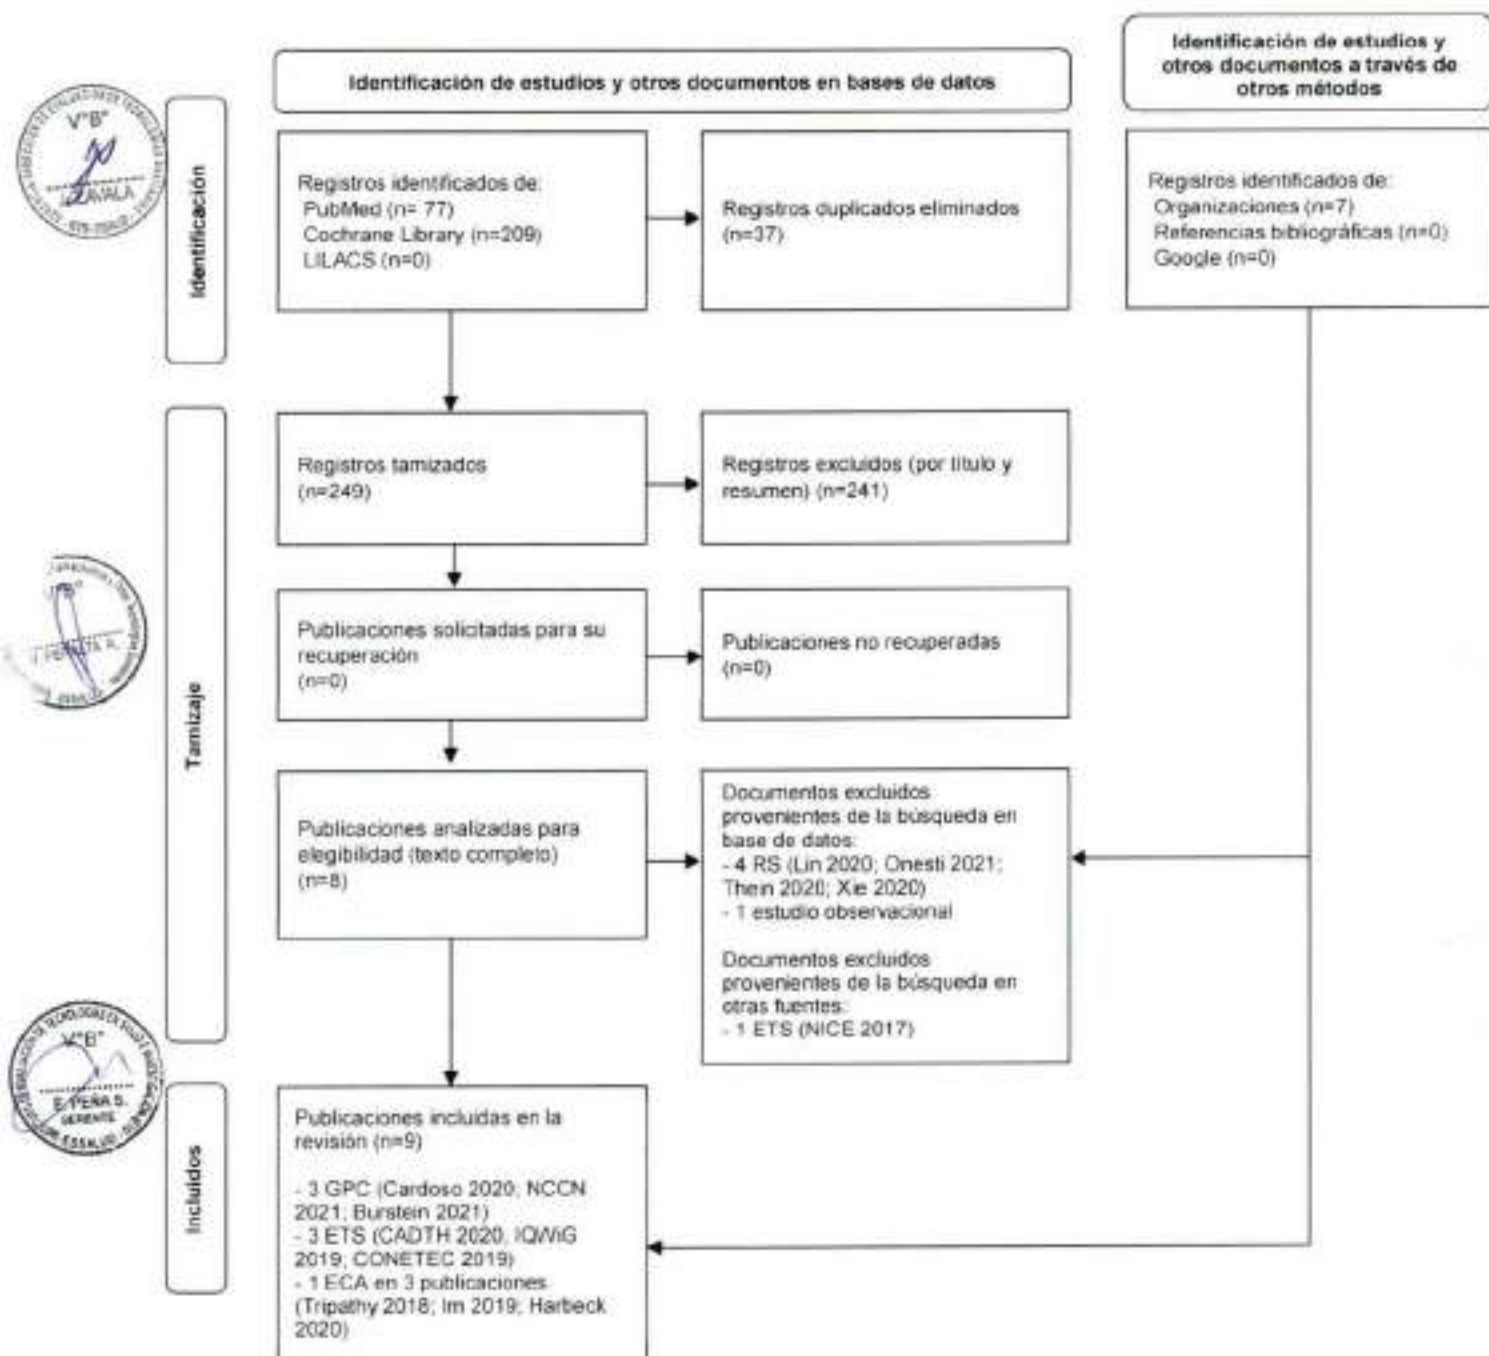 Identificación de estudios y otros documentos en bases de datos
Identificación de estudios y
otros documentos a través de
otros métodos
Identificación
Registros identificados de:
PubMed (n= 77)
Cochrane Library (n=209)
LILACS (n=0)
Registros duplicados eliminados
(n=37)
Registros identificados de:
Organizaciones (n=7)
Referencias bibliográficas (n=0)
Google (n=0)
V°B°
Tamizaje
Registros tamizados
(n=249)
Registros excluidos (por título y
resumen) (n=241)
Publicaciones solicitadas para su
recuperación
(n=0)
Publicaciones no recuperadas
(n=0)
Publicaciones analizadas para
elegibilidad (texto completo)
(n=8)
Documentos excluidos
provenientes de la búsqueda en
base de datos:
- 4 RS (Lin 2020; Onesti 2021;
Thein 2020; Xie 2020)
- 1 estudio observacional
Documentos excluidos
provenientes de la búsqueda en
otras fuentes:
- 1 ETS (NICE 2017)
V°B°
E. PEÑA S.
GERENTE
ESSALUD
Incluidos
Publicaciones incluidas en la
revisión (n=9)
- 3 GPC (Cardoso 2020; NCCN
2021; Burstein 2021)
- 3 ETS (CADTH 2020, IQWiG
2019; CONETEC 2019)
- 1 ECA en 3 publicaciones
(Tripathy 2018; Im 2019; Harbeck
2020)